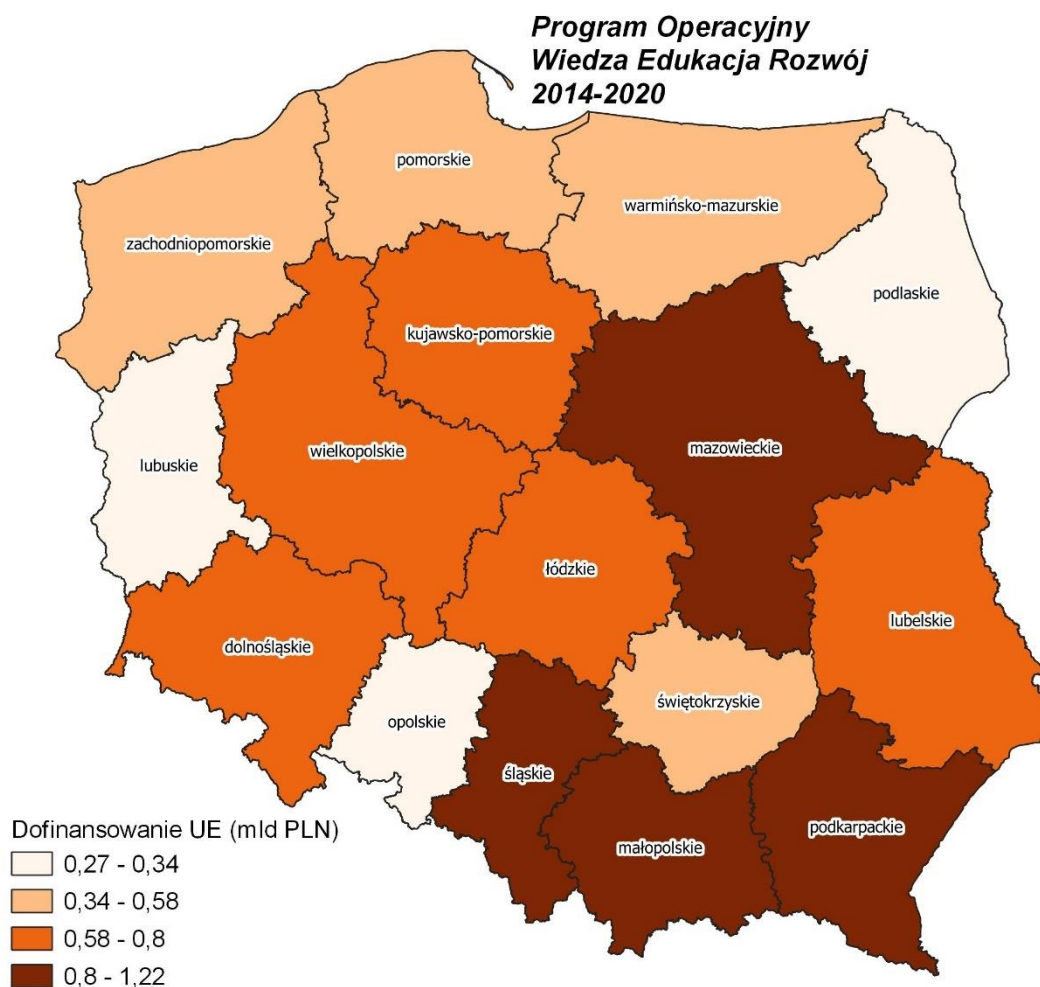 Program Operacyjny
Wiedza Edukacja Rozwój
2014-2020
pomorskie
warmińsko-mazurskie
zachodniopomorskie
podlaskie
kujawsko-pomorskie
mazowieckie
wielkopolskie
lubuskie
łódzkie
lubelskie
dolnośląskie
świętokrzyskie
opolskie
śląskie
podkarpackie
małopolskie
Dofinansowanie UE (mld PLN)
0,27 - 0,34
0,34 - 0,58
0,58 - 0,8
0,8 - 1,22